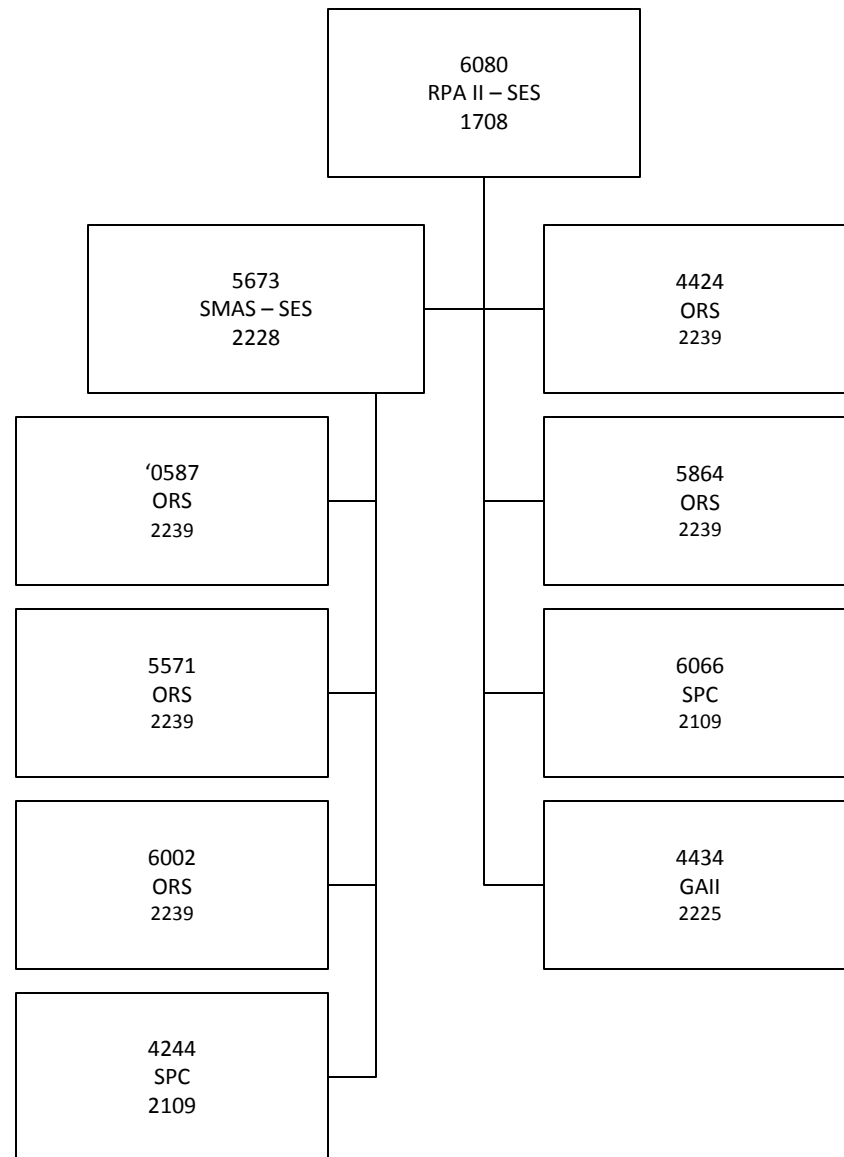 6080
RPA II – SES
1708
5673
SMAS – SES
2228
4424
ORS
2239
‘0587
ORS
2239
5864
ORS
2239
5571
ORS
2239
6066
SPC
2109
6002
ORS
2239
4434
GAII
2225
4244
SPC
2109